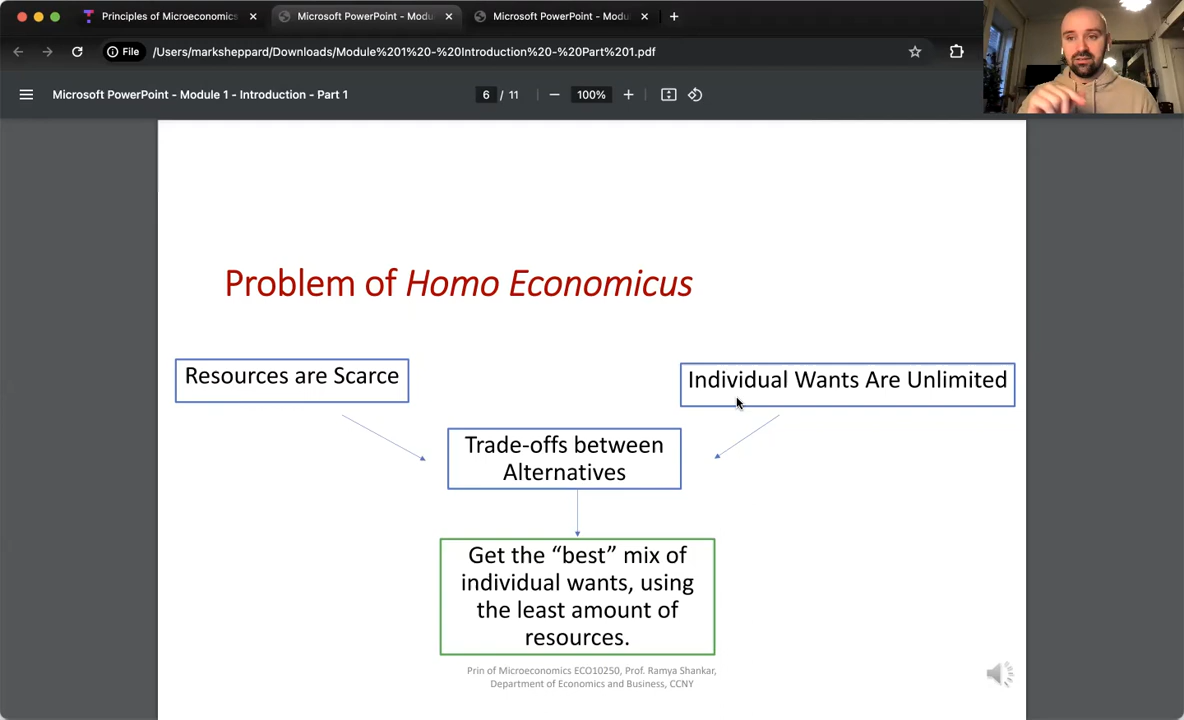 Principles of Microeconomics
Microsoft PowerPoint - Modu
Microsoft PowerPoint - Modu
File
/Users/marksheppard/Downloads/Module%201%20-%20Introduction%20-%20Part%201.pdf
Microsoft PowerPoint - Module 1 - Introduction - Part 1
6 / 11
100%
Problem of Homo Economicus
Resources are Scarce
Individual Wants Are Unlimited
Trade-offs between
Alternatives
Get the “best” mix of
individual wants, using
the least amount of
resources.
Prin of Microeconomics ECO10250, Prof. Ramya Shankar,
Department of Economics and Business, CCNY